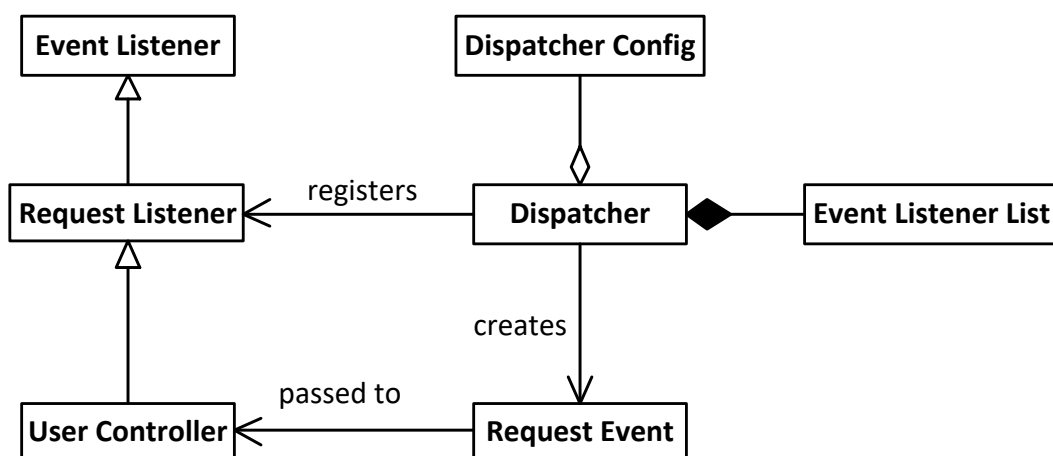 Event Listener
Dispatcher Config
registers
Request Listener
Dispatcher
Event Listener List
creates
passed to
User Controller
Request Event